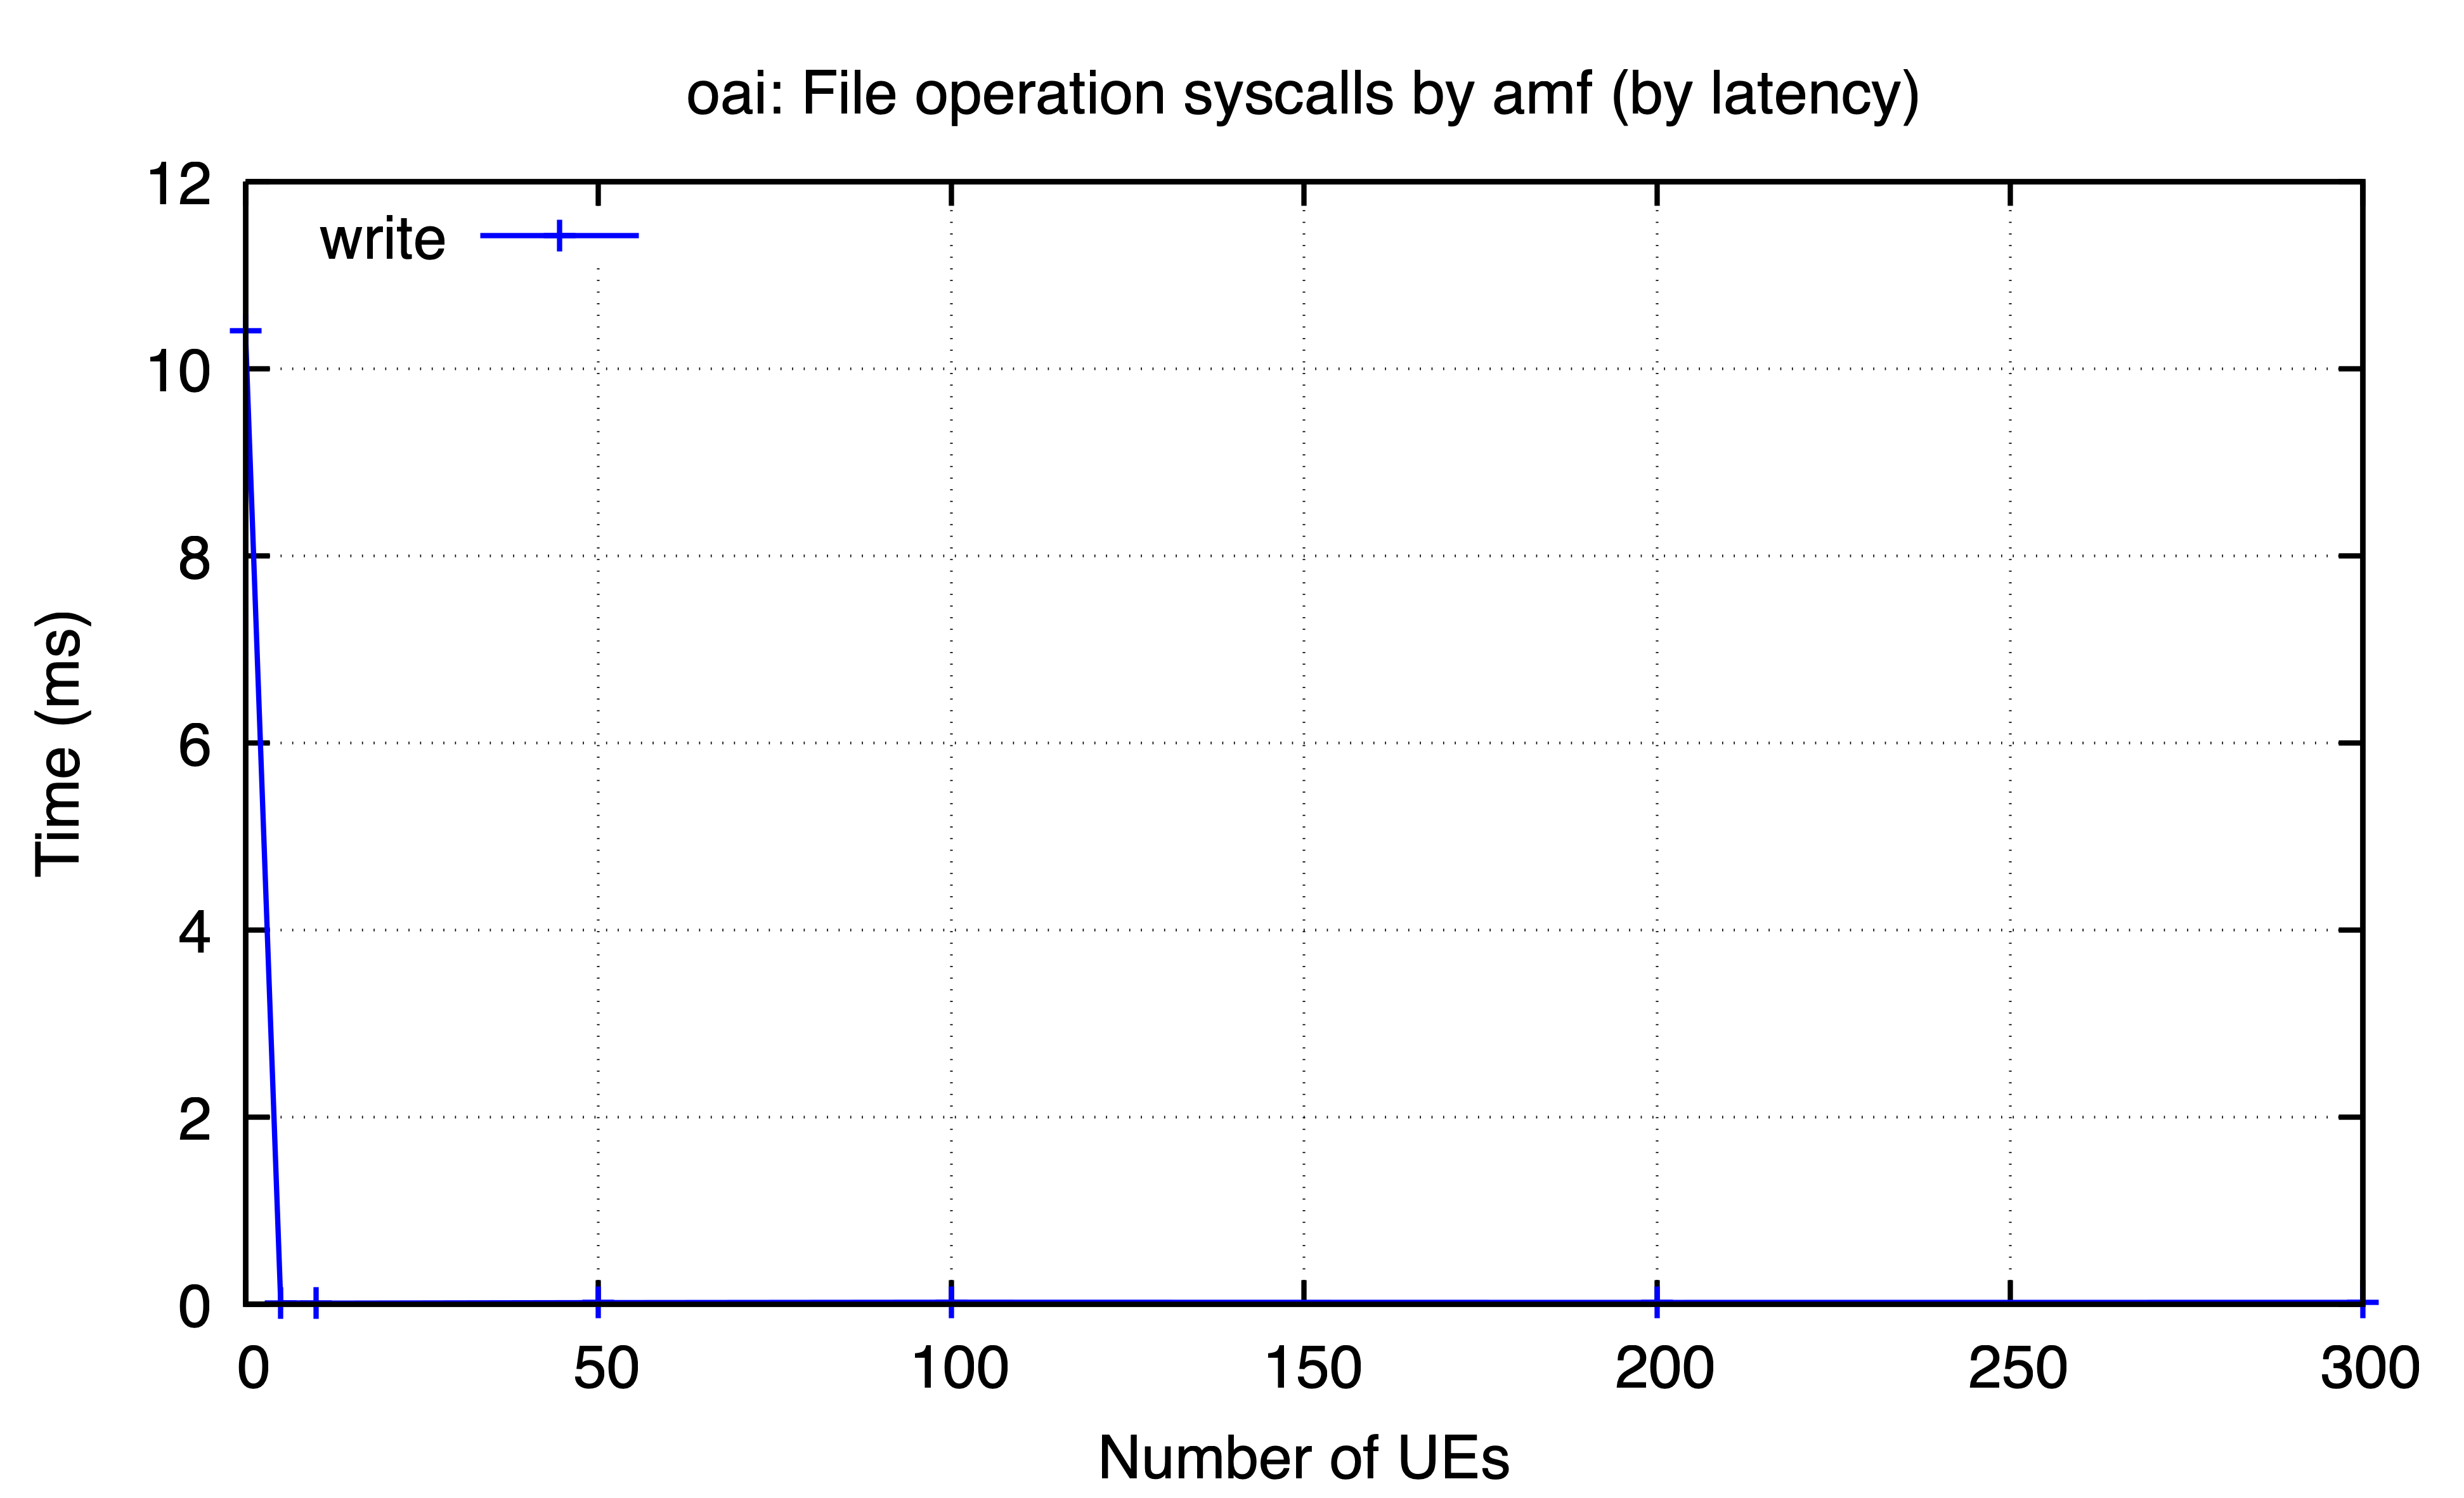 oai: File operation syscalls by amf (by latency)
12
write
10
8
6
4
2
0
Time (ms)
0 50 100 150 200 250 300
Number of UEs